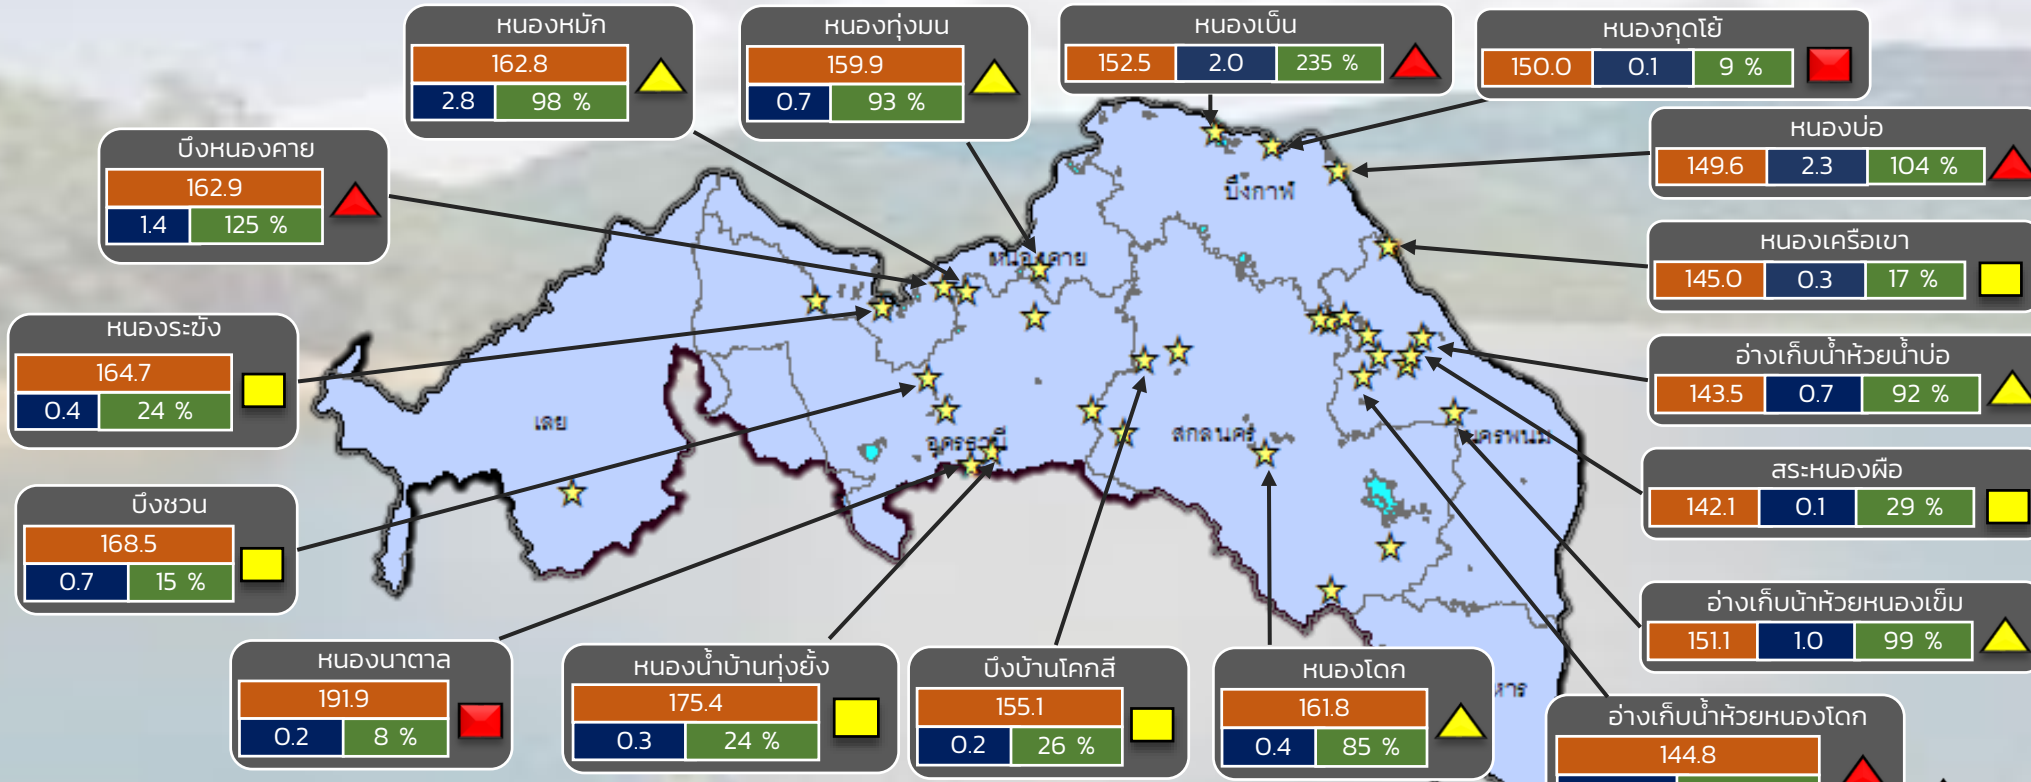 หนองหมัก
162.8
2.8 98 %
หนองทุ่งมน
159.9
0.7 93 %
หนองเบ็น
152.5 2.0 235 %
หนองกุดโย้
150.0 0.1 9 %
บึงหนองคาย
162.9
1.4 125 %
หนองบ่อ
149.6 2.3 104 %
บึงกาฬ
หนองเครือเขา
145.0 0.3 17 %
หนองคาย
หนองระฆัง
164.7
0.4 24 %
อ่างเก็บน้ำห้วยน้ำบ่อ
143.5 0.7 92 %
เลย
อุดรธานี
สกลนคร
นครพนม
สระหนองผือ
142.1 0.1 29 %
บึงชวน
168.5
0.7 15 %
อ่างเก็บน้าห้วยหนองเข็ม
151.1 1.0 99 %
หนองนาตาล
191.9
0.2 8 %
หนองน้ำบ้านทุ่งยั้ง
175.4
0.3 24 %
บึงบ้านโคกสี
155.1
0.2 26 %
หนองโดก
161.8
0.4 85 %
หาร
อ่างเก็บน้ำห้วยหนองโดก
144.8